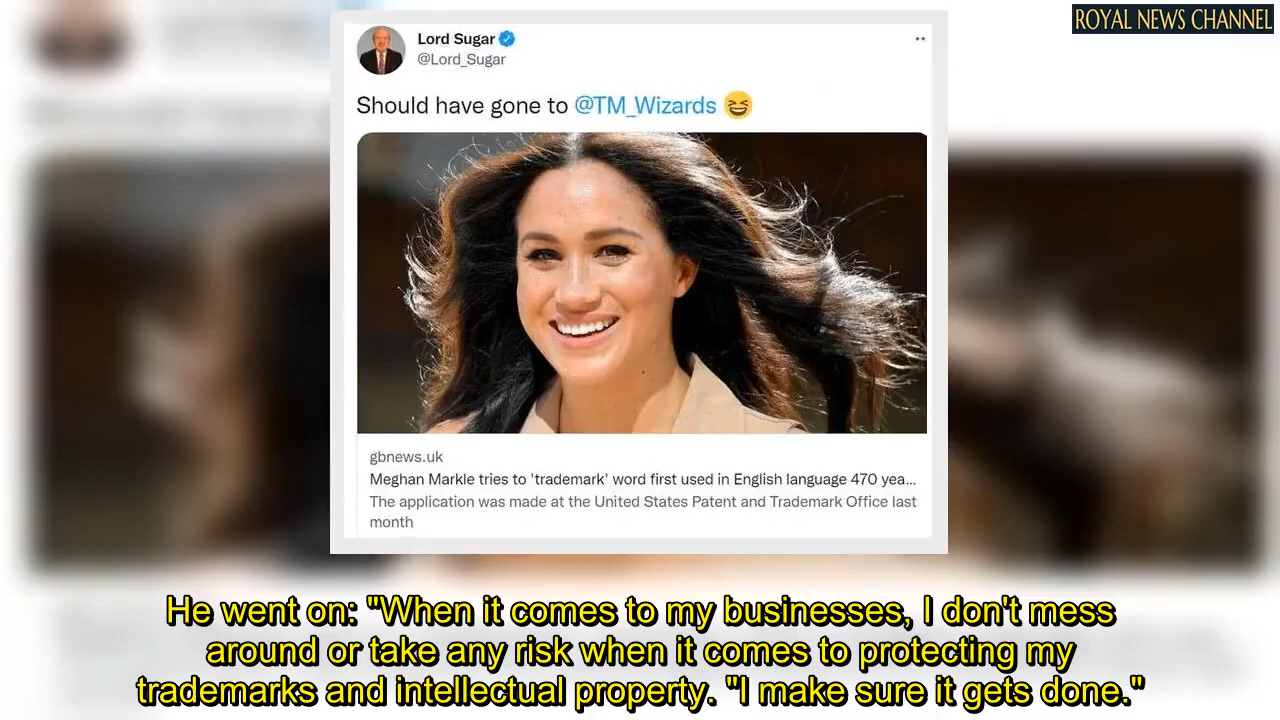 ROYAL NEWS CHANNEL
Lord Sugar
@Lord_Sugar
Should have gone to @TM_Wizards 😆
gbnews.uk
Meghan Markle tries to 'trademark' word first used in English language 470 yea...
The application was made at the United States Patent and Trademark Office last
month
He went on: "When it comes to my businesses, I don't mess
around or take any risk when it comes to protecting my
trademarks and intellectual property. "I make sure it gets done."